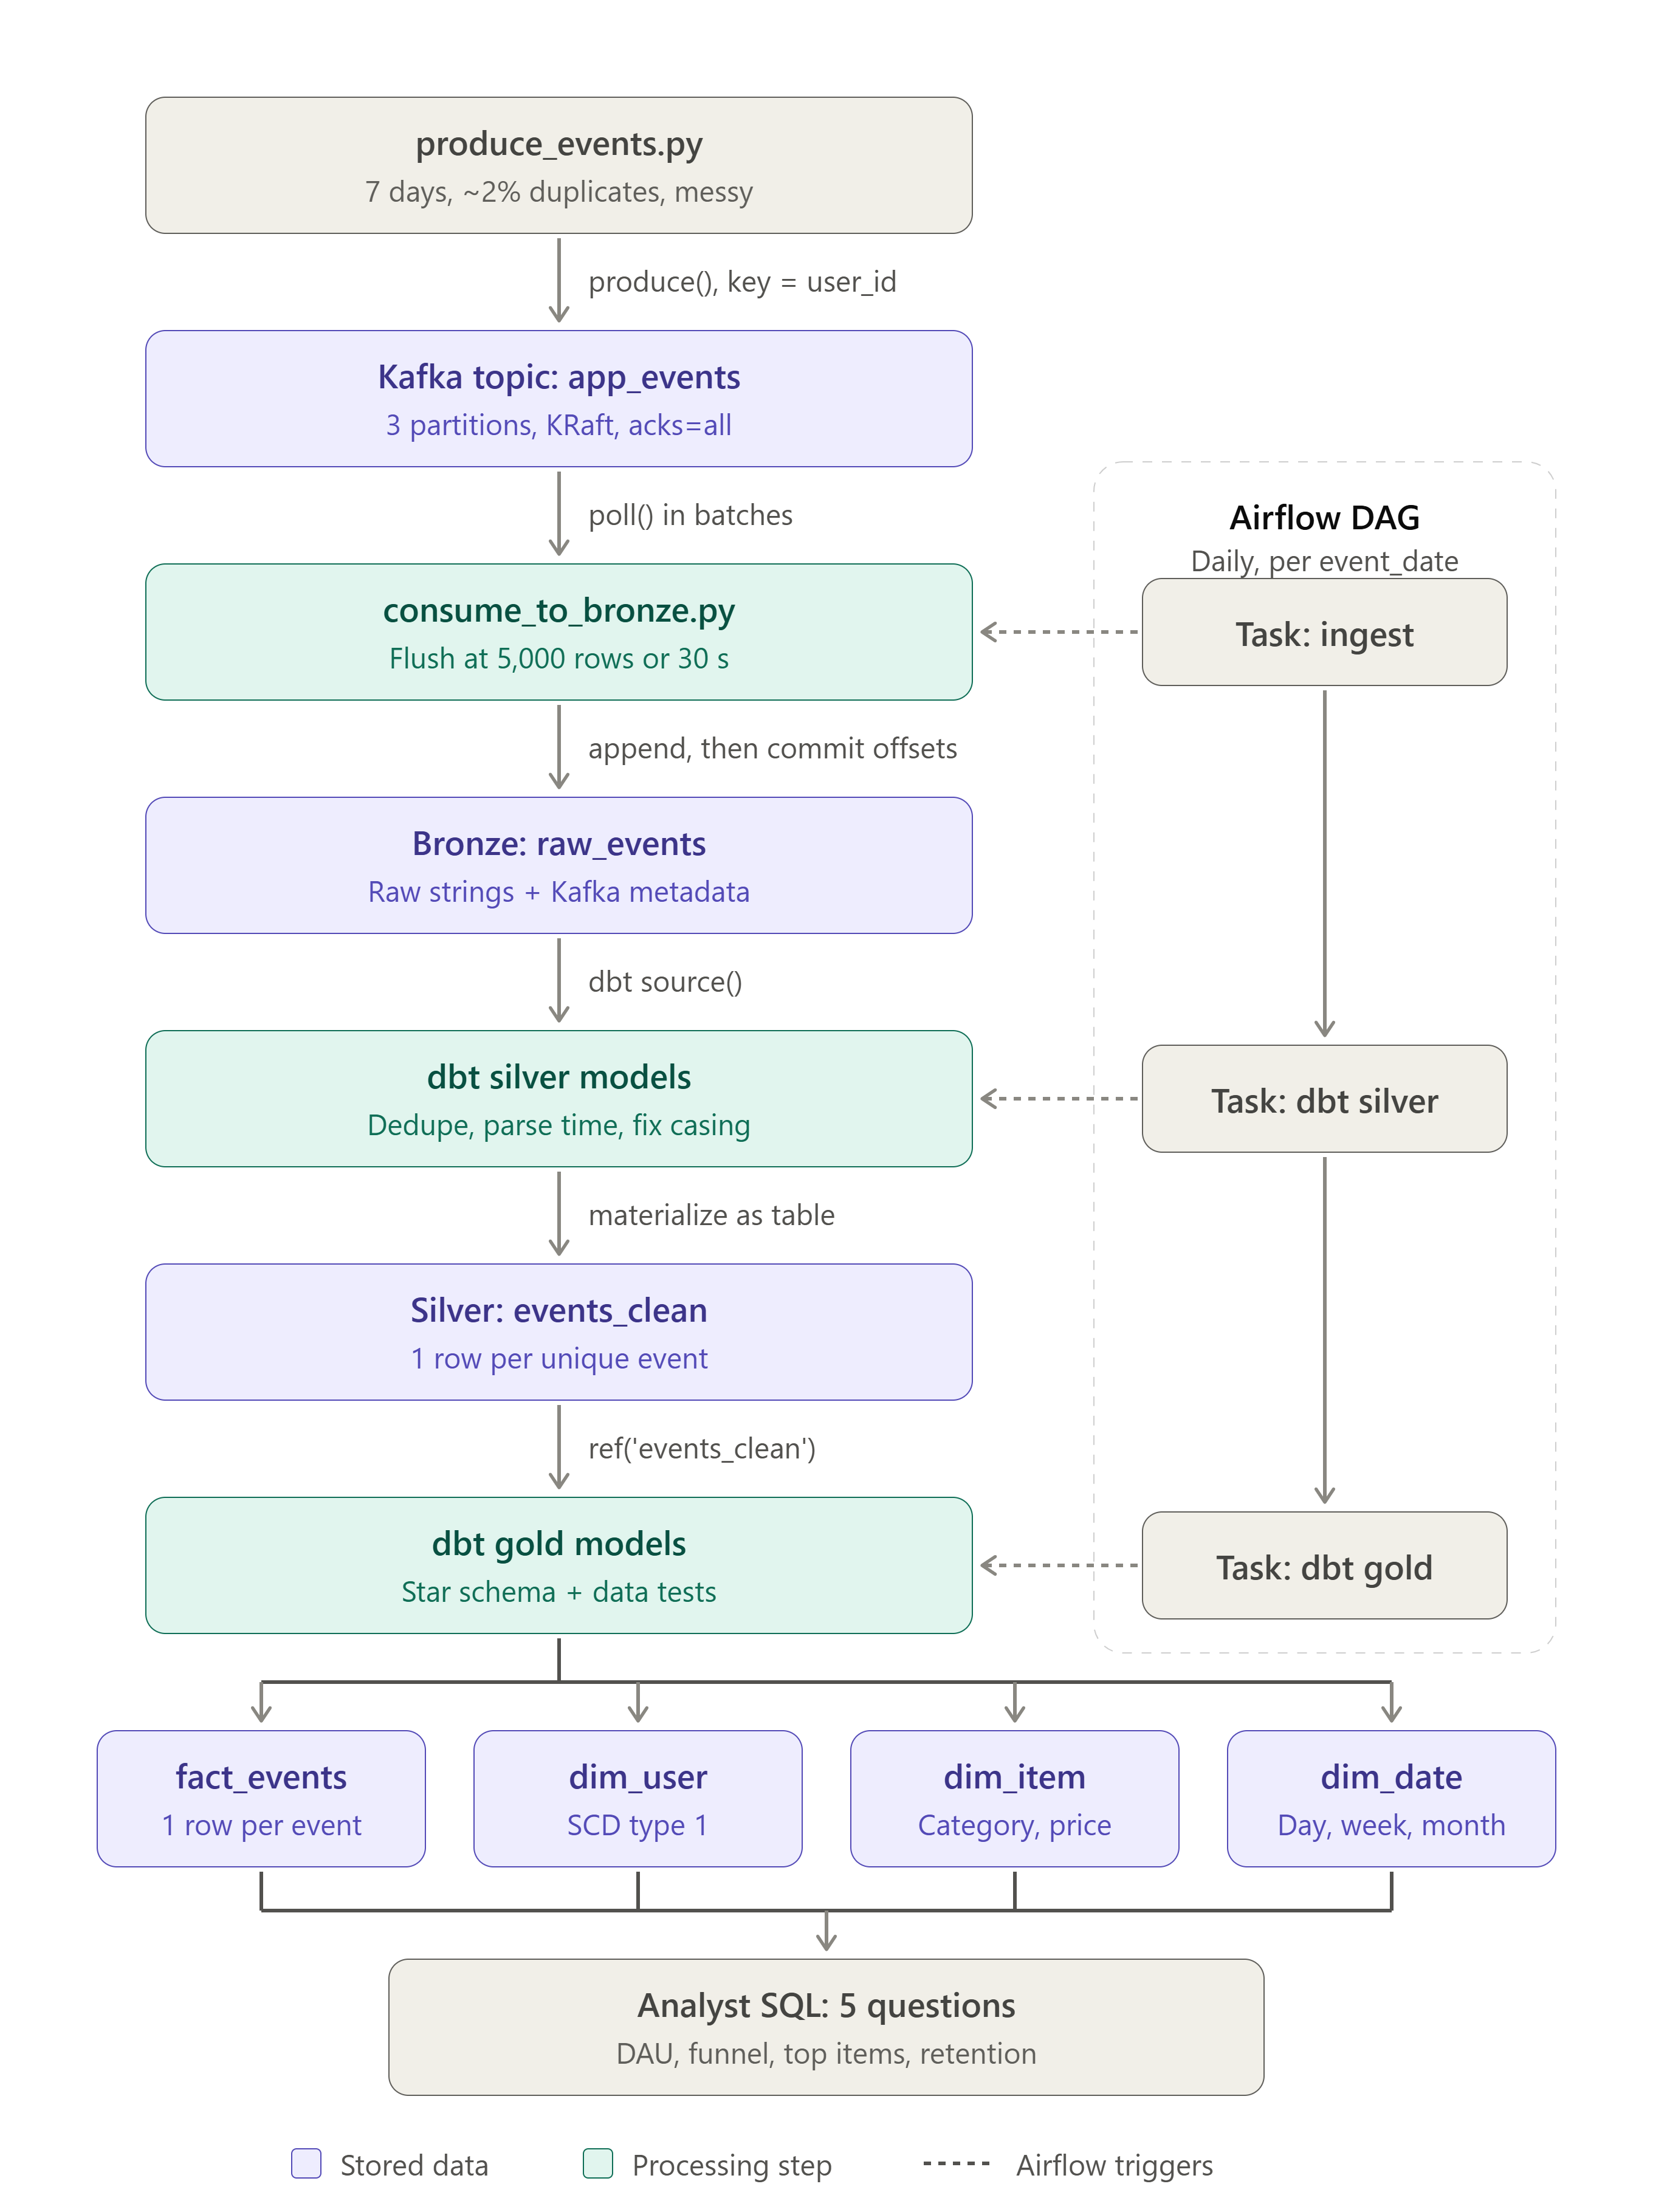 produce_events.py
7 days, ~2% duplicates, messy
produce(), key = user_id
Kafka topic: app_events
3 partitions, KRaft, acks=all
poll() in batches
Airflow DAG
Daily, per event_date
consume_to_bronze.py
Flush at 5,000 rows or 30 s
Task: ingest
append, then commit offsets
Bronze: raw_events
Raw strings + Kafka metadata
dbt source()
dbt silver models
Dedupe, parse time, fix casing
Task: dbt silver
materialize as table
Silver: events_clean
1 row per unique event
ref('events_clean')
dbt gold models
Star schema + data tests
Task: dbt gold
fact_events
1 row per event
dim_user
SCD type 1
dim_item
Category, price
dim_date
Day, week, month
Analyst SQL: 5 questions
DAU, funnel, top items, retention
Stored data
Processing step
Airflow triggers